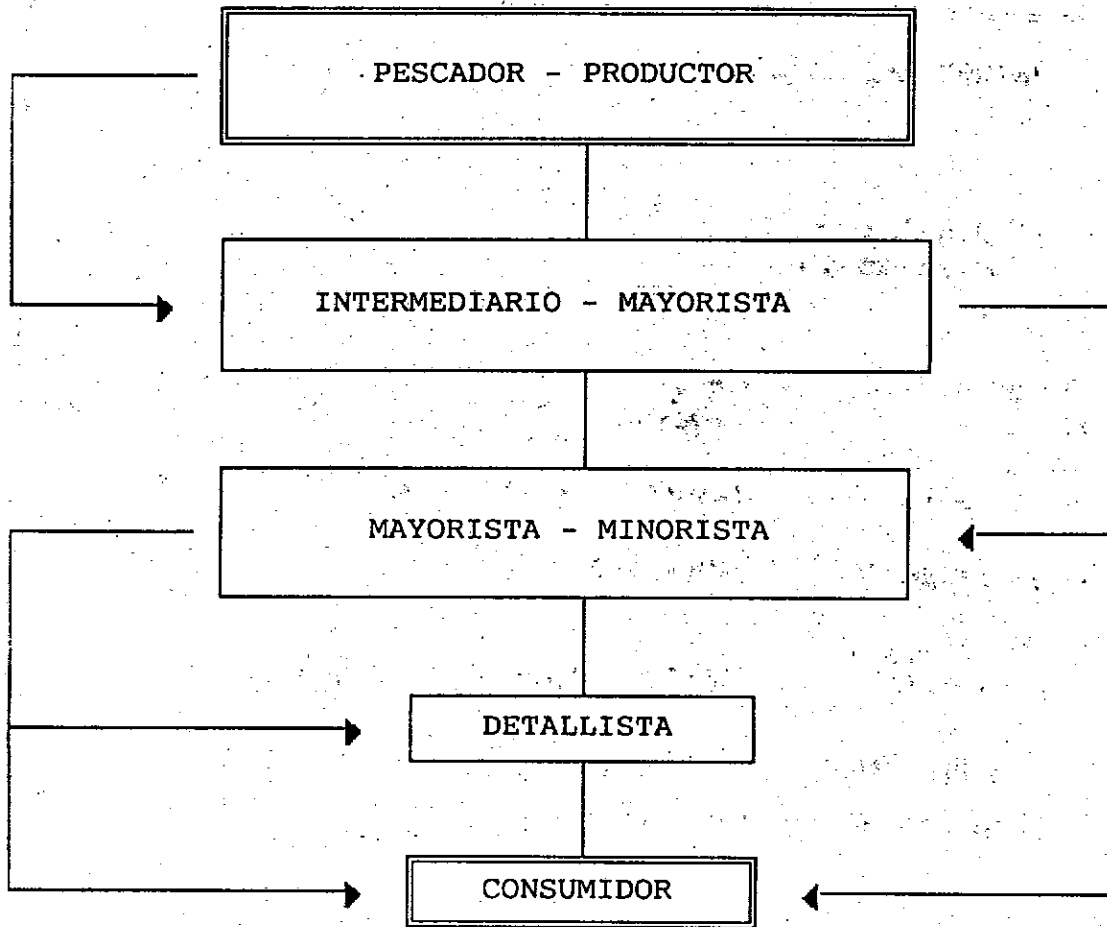 PESCADOR - PRODUCTOR
INTERMEDIARIO - MAYORISTA
MAYORISTA - MINORISTA
DETALLISTA
CONSUMIDOR